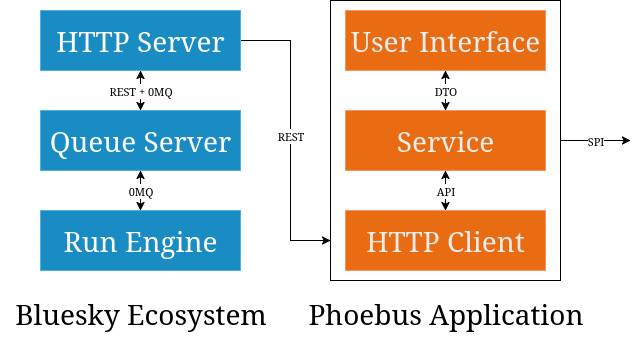 HTTP Server
REST + 0MQ
Queue Server
0MQ
Run Engine
Bluesky Ecosystem
REST
User Interface
DTO
Service
API
HTTP Client
SPI
Phoebus Application